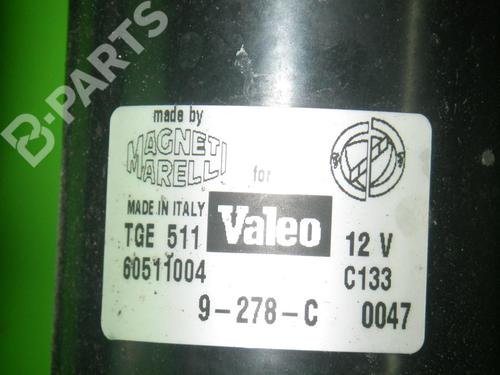 B-PARTS
made by
MAGNETI
MARELLI
for
MADE IN ITALY
Valeo
TGE 511
12 V
60511004
C133
9-278-C
0047